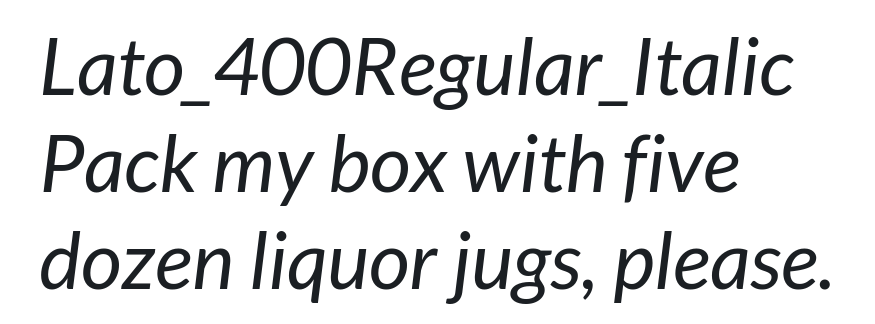 Lato_400Regular_Italic
Pack my box with five
dozen liquor jugs, please.